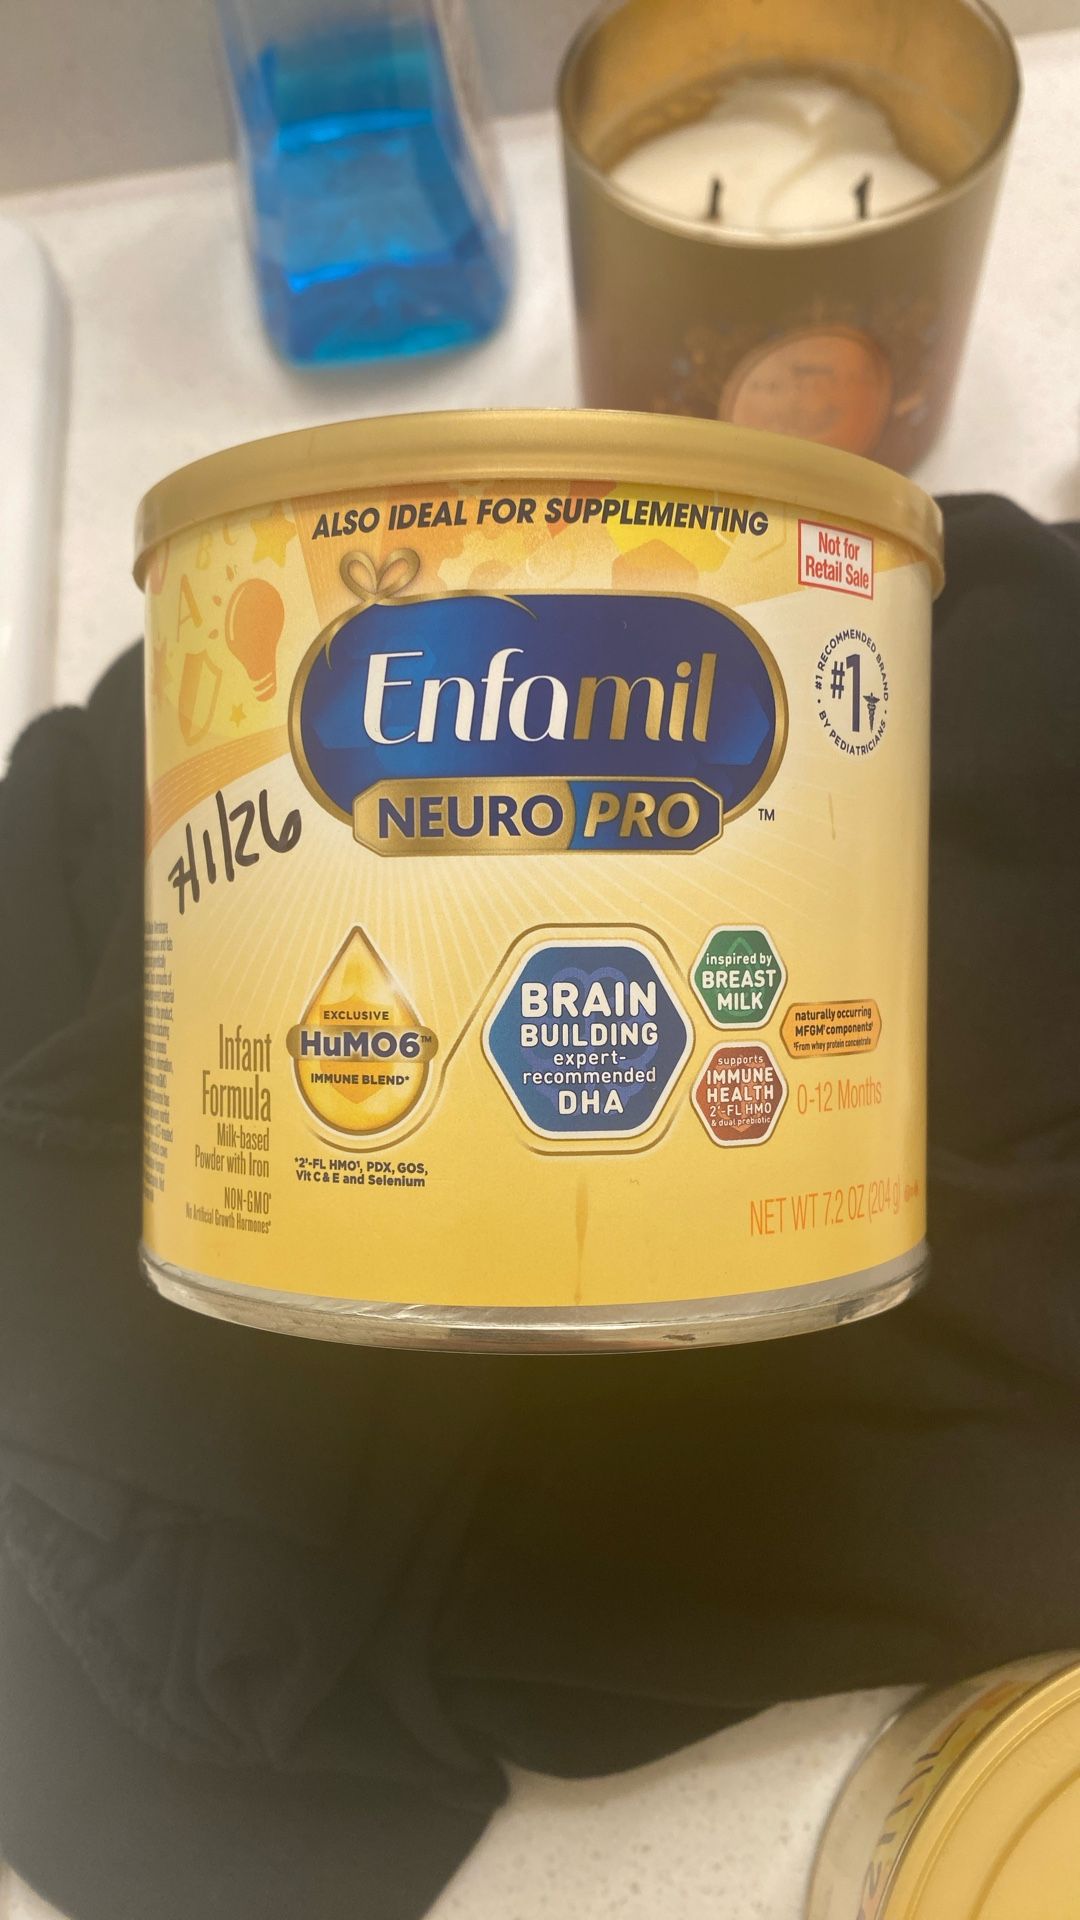 ALSO IDEAL FOR SUPPLEMENTING
Not for
Retail Sale
Enfamil
NEURO PRO
™
#1 RECOMMENDED BRAND
#1
BY PEDIATRICIANS
7/1/26
EXCLUSIVE
HuMO6™
IMMUNE BLEND*
*2'-FL HMO¹, PDX, GOS,
Vit C & E and Selenium
Infant
Formula
Milk-based
Powder with Iron
NON-GMO
No Artificial Growth Hormones
BRAIN
BUILDING
expert-
recommended
DHA
inspired by
BREAST
MILK
naturally occurring
MFGM components
From whey protein concentrate
supports
IMMUNE
HEALTH
2'-FL HMO
& dual prebiotic
0-12 Months
NET WT 7.2 OZ (204 g)